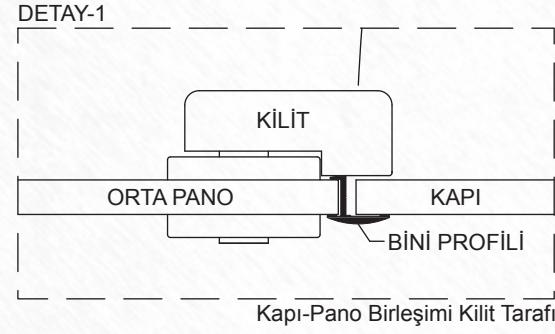 DETAY-1
KİLİT
ORTA PANO
KAPI
BİNİ PROFİLİ
Kapı-Pano Birleşimi Kilit Tarafı